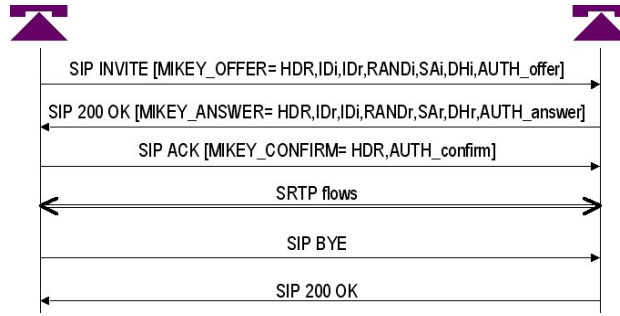 SIP INVITE [MIKEY_OFFER= HDR,IDi,IDr,RANDi,SAi,DHi,AUTH_offer]
SIP 200 OK [MIKEY_ANSWER= HDR,IDr,IDi,RANDr,SAr,DHr,AUTH_answer]
SIP ACK [MIKEY_CONFIRM= HDR,AUTH_confirm]
SRTP flows
SIP BYE
SIP 200 OK